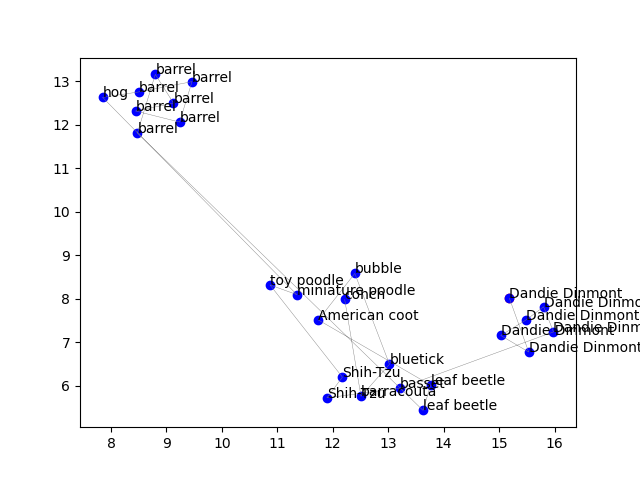 barrel
barrel
barrel
hog
barrel
barrel
barrel
barrel
bubble
toy poodle
miniature poodle
conch
American coot
Dandie Dinmont
Dandie Dinmo
Dandie Dinmont
Dandie Dinm
Dandie Dinmont
Dandie Dinmont
bluetick
Shih-Tzu
basset
leaf beetle
Shih-Tzu
barracouta
leaf beetle
13
12
11
10
9
8
7
6
8 9 10 11 12 13 14 15 16